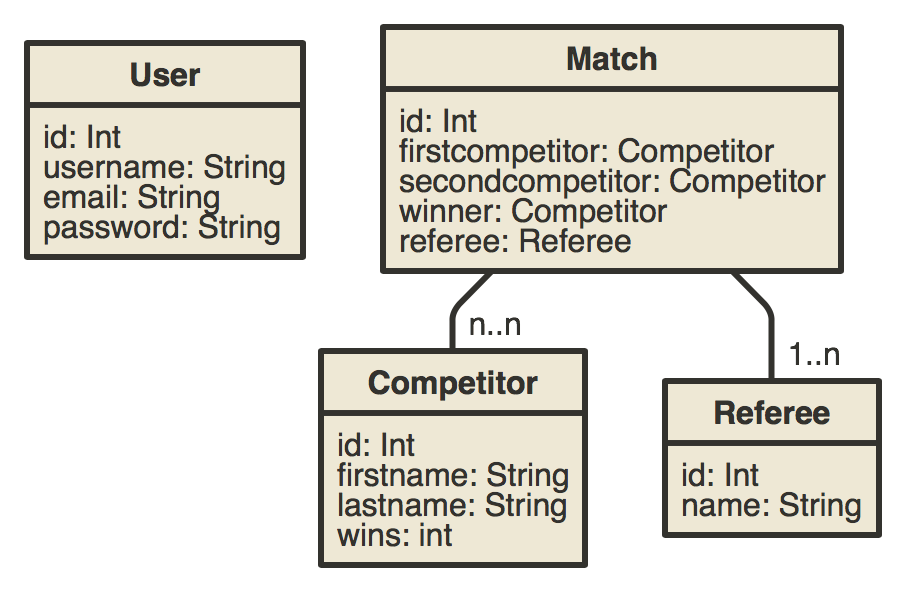 User
id: Int
username: String
email: String
password: String
Match
id: Int
firstcompetitor: Competitor
secondcompetitor: Competitor
winner: Competitor
referee: Referee
n..n
1..n
Competitor
id: Int
firstname: String
lastname: String
wins: int
Referee
id: Int
name: String